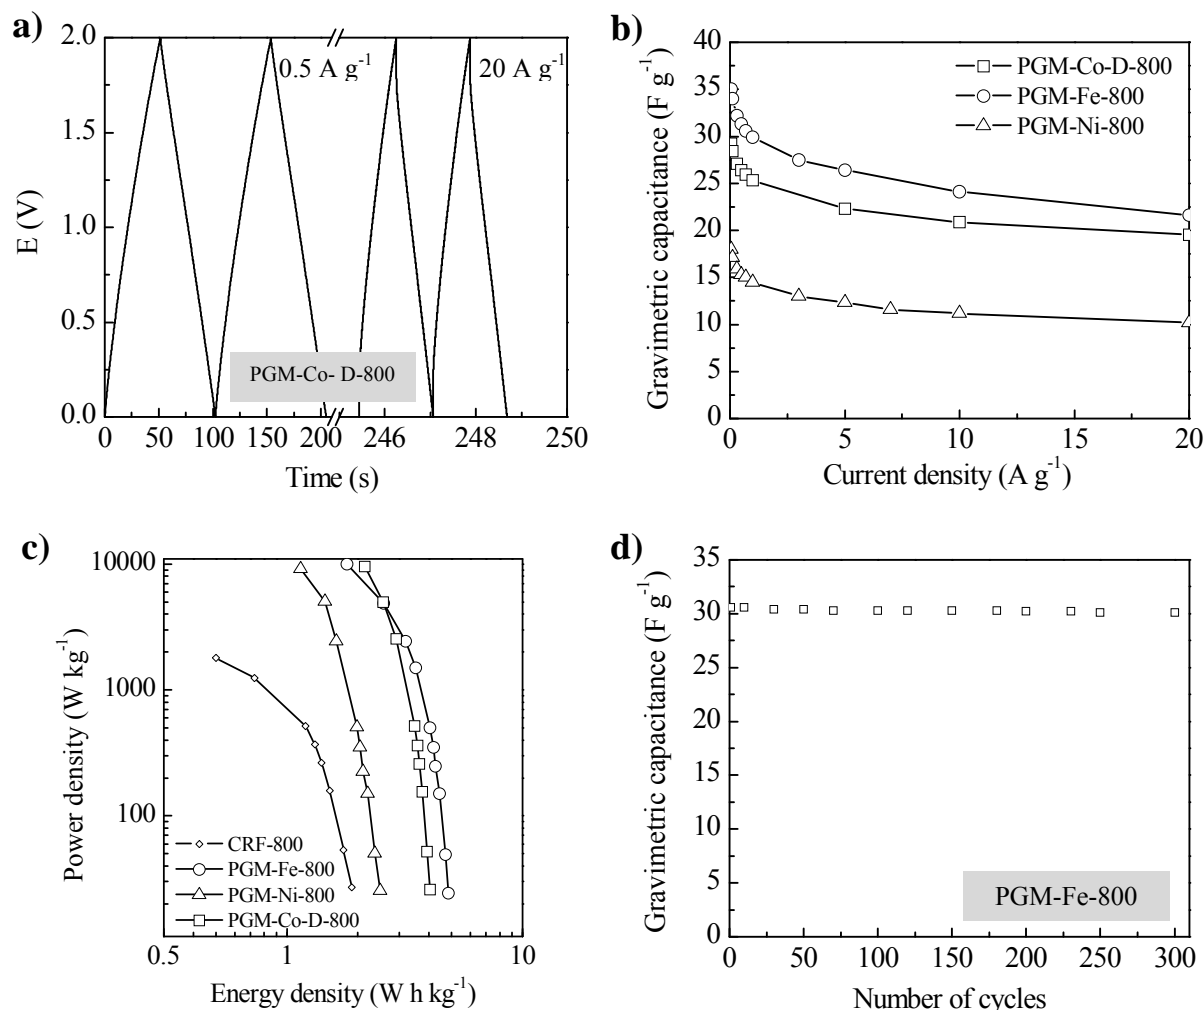 a)
2.0
1.5
1.0
0.5
0.0
E (V)
0.5 A g-1
20 A g-1
PGM-Co- D-800
0 50 100 150 200 246 248 250
Time (s)
b)
40
35
30
25
20
15
10
5
0
Gravimetric capacitance (F g-1)
PGM-Co-D-800
PGM-Fe-800
PGM-Ni-800
0 5 10 15 20
Current density (A g-1)
c)
10000
1000
100
Power density (W kg-1)
CRF-800
PGM-Fe-800
PGM-Ni-800
PGM-Co-D-800
0.5 1 10
Energy density (W h kg-1)
d)
35
30
25
20
15
10
5
0
Gravimetric capacitance (F g-1)
PGM-Fe-800
0 50 100 150 200 250 300
Number of cycles